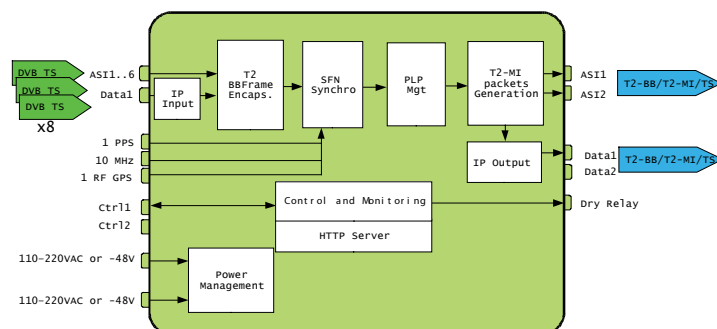 DVB TS
DVB TS
DVB TS
x8
ASI1..6
Data1
IP
Input
T2
BBFrame
Encaps.
SFN
Synchro
PLP
Mgt
T2-MI
packets
Generation
ASI1
ASI2
T2-BB/T2-MI/TS
1 PPS
10 MHz
1 RF GPS
IP Output
Data1
Data2
T2-BB/T2-MI/TS
Ctrl1
Ctrl2
Control and Monitoring
HTTP Server
Dry Relay
110-220VAC or -48V
110-220VAC or -48V
Power
Management